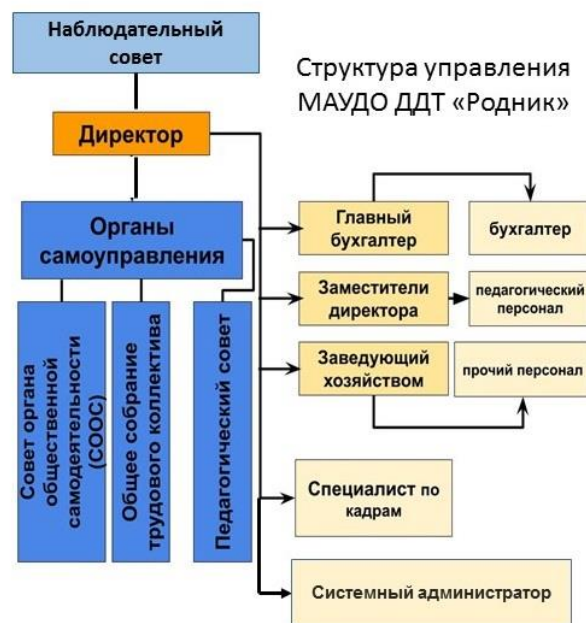 Наблюдательный
совет
Структура управления
МАУДО ДДТ «Родник»
Директор
Органы
самоуправления
Главный
бухгалтер
бухгалтер
Заместители
директора
педагогический
персонал
Заведующий
хозяйством
прочий персонал
Совет органа
общественной
самодеятельности
(СООС)
Общее собрание
трудового коллектива
Педагогический совет
Специалист по
кадрам
Системный администратор